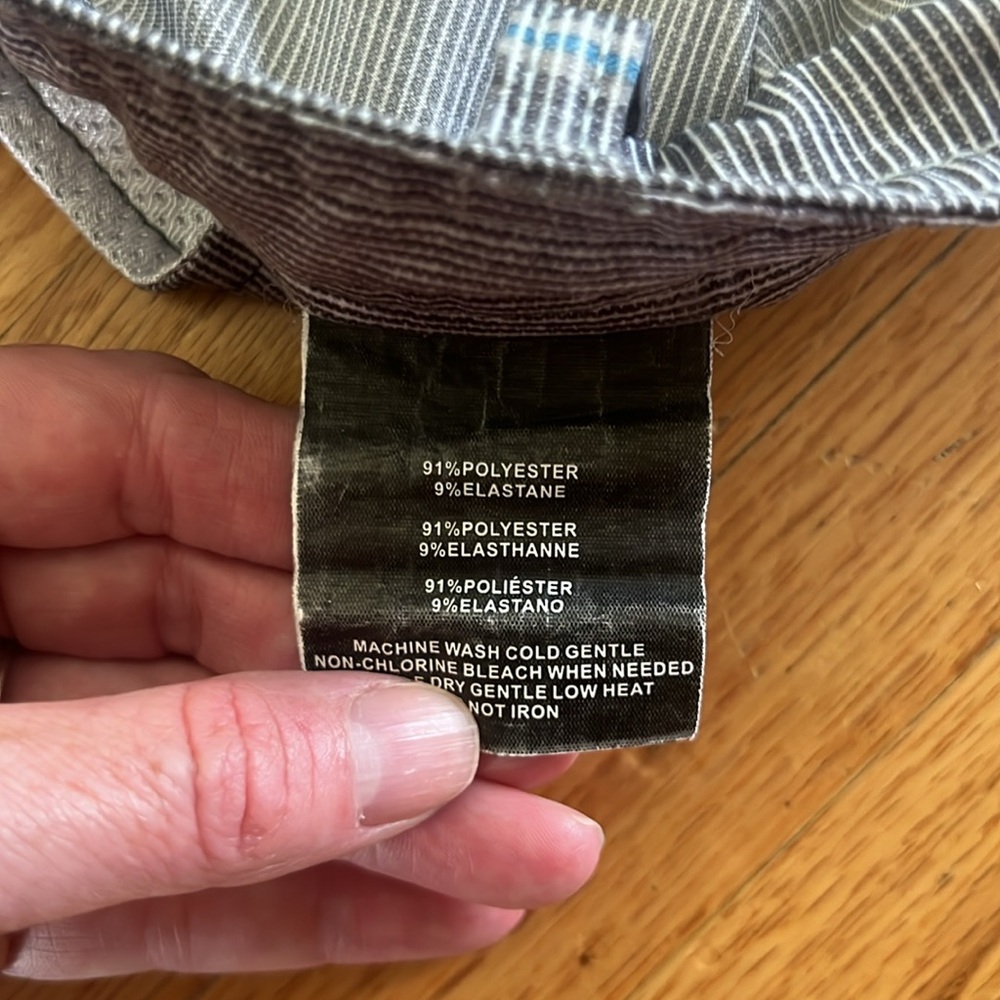 91%POLYESTER
9%ELASTANE
91%POLYESTER
9%ELASTHANNE
91%POLIÉSTER
9%ELASTANO
MACHINE WASH COLD GENTLE
NON-CHLORINE BLEACH WHEN NEEDED
DRY GENTLE LOW HEAT
NOT IRON